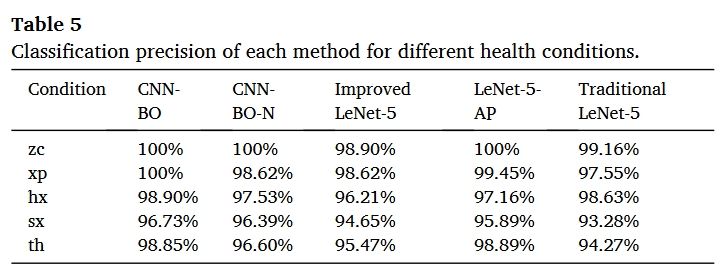 Table 5
Classification precision of each method for different health conditions.
Condition CNN- CNN- Improved LeNet-5- Traditional
BO BO-N LeNet-5 AP LeNet-5
zc 100% 100% 98.90% 100% 99.16%
xp 100% 98.62% 98.62% 99.45% 97.55%
hx 98.90% 97.53% 96.21% 97.16% 98.63%
sx 96.73% 96.39% 94.65% 95.89% 93.28%
th 98.85% 96.60% 95.47% 98.89% 94.27%